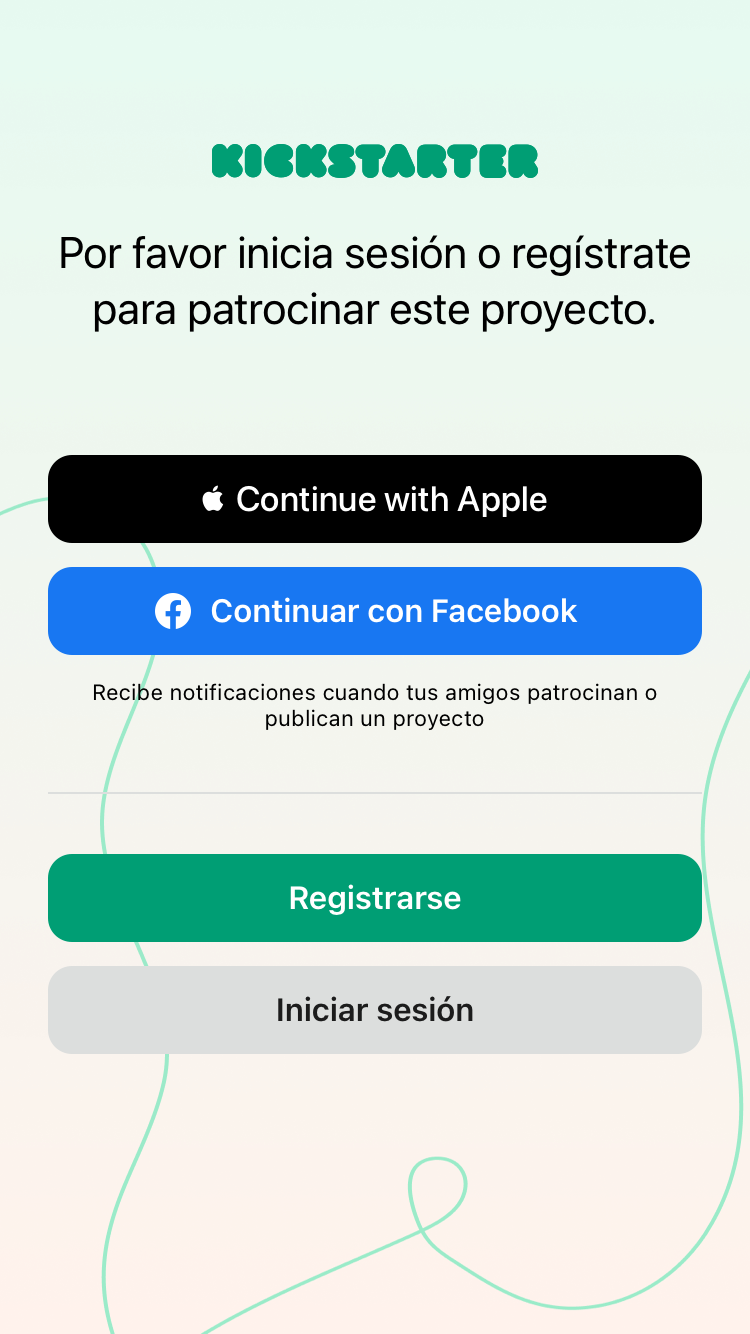 KICKSTARTER
Por favor inicia sesión o regístrate
para patrocinar este proyecto.
Continue with Apple
Continuar con Facebook
Recibe notificaciones cuando tus amigos patrocinan o
publican un proyecto
Registrarse
Iniciar sesión